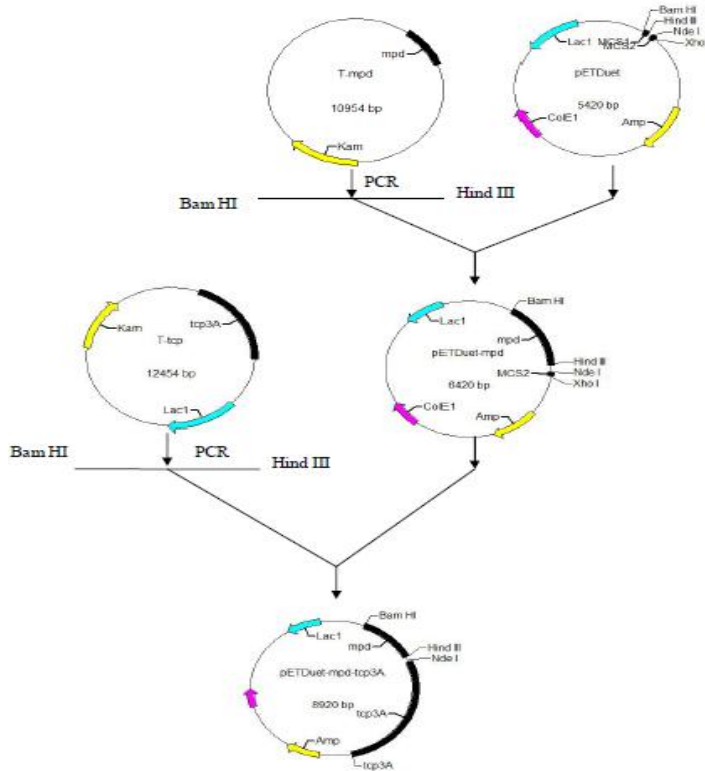 T-mpd
10954 bp
mpd
Kam
Bam HI
Hind III
Nde I
Xho
MCS1
MCS2
Lac1
pETDuet
5420 bp
ColE1
Amp
PCR
Bam HI
Hind III
Kam
tcp3A
T-tcp
12454 bp
Lac1
Bam HI
Lac1
mpd
pETDuet-mpd
6420 bp
Hind III
MCS2
Nde I
Xho I
ColE1
Amp
Bam HI
PCR
Hind III
Bam HI
Lac1
mpd
Hind III
Nde I
pETDuet-mpd-tcp3A
8920 bp
tcp3A
Amp
tcp3A